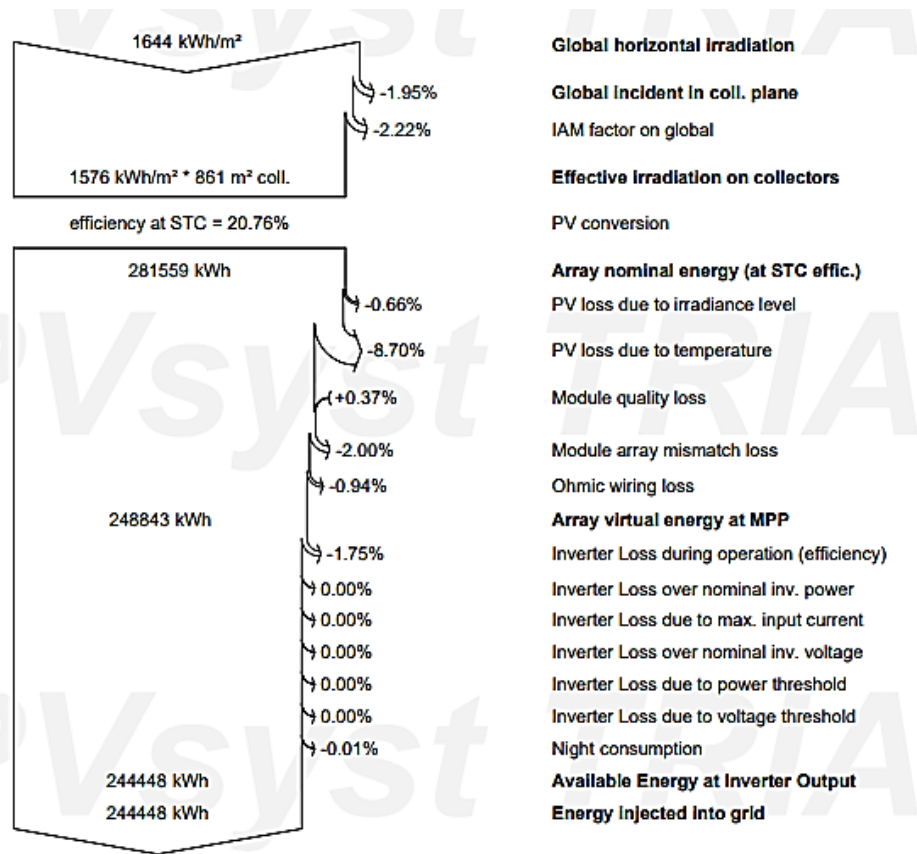 PVsyst TRIA
1644 kWh/m² Global horizontal irradiation
-1.95% Global incident in coll. plane
-2.22% IAM factor on global
1576 kWh/m² * 861 m² coll. Effective irradiation on collectors
efficiency at STC = 20.76% PV conversion
281559 kWh Array nominal energy (at STC effic.)
-0.66% PV loss due to irradiance level
-8.70% PV loss due to temperature
PVsyst TRIA
+0.37% Module quality loss
-2.00% Module array mismatch loss
-0.94% Ohmic wiring loss
248843 kWh Array virtual energy at MPP
-1.75% Inverter Loss during operation (efficiency)
0.00% Inverter Loss over nominal inv. power
0.00% Inverter Loss due to max. input current
0.00% Inverter Loss over nominal inv. voltage
0.00% Inverter Loss due to power threshold
0.00% Inverter Loss due to voltage threshold
-0.01% Night consumption
PVsyst TRIA
244448 kWh Available Energy at Inverter Output
244448 kWh Energy injected into grid